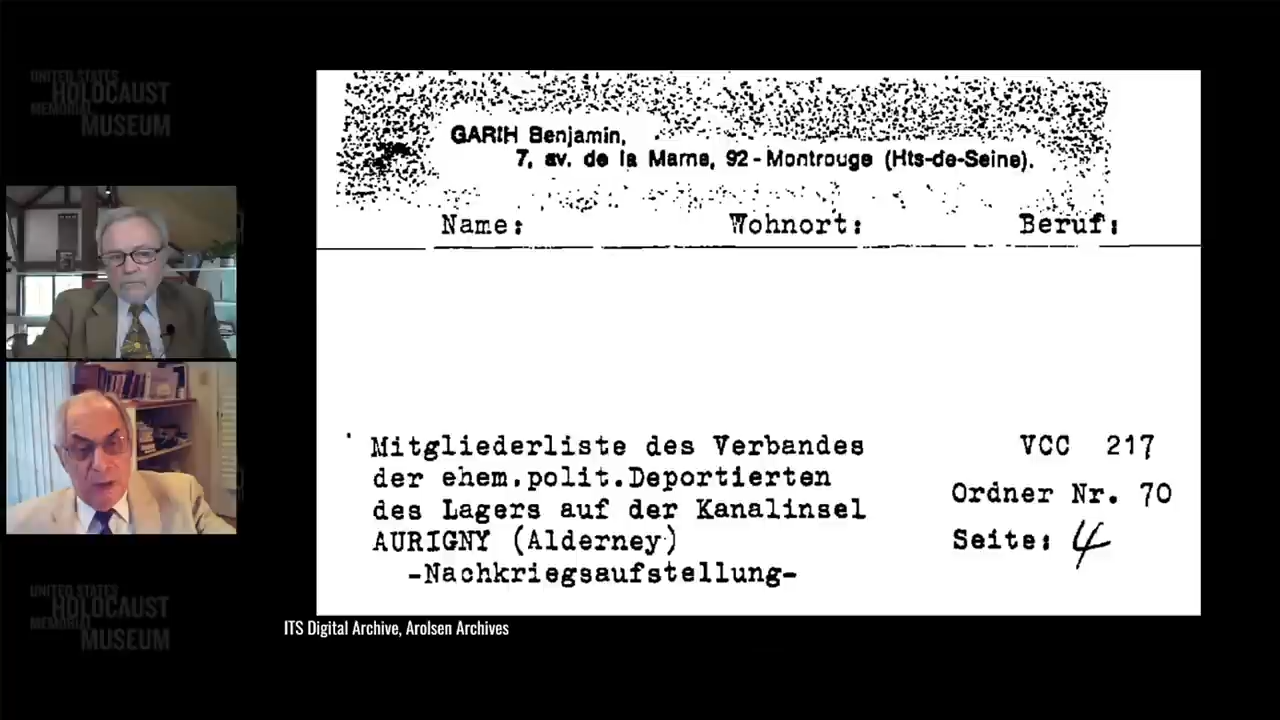 UNITED STATES
HOLOCAUST
MEMORIAL
MUSEUM
GARIH Benjamin,
7, av. de la Marne, 92 - Montrouge (Hts-de-Seine).
Name: Wohnort: Beruf:
Mitgliederliste des Verbandes VCC 217
der ehem.polit.Deportierten
des Lagers auf der Kanalinsel Ordner Nr. 70
AURIGNY (Alderney) Seite: 4
-Nachkriegsaufstellung-
ITS Digital Archive, Arolsen Archives
UNITED STATES
HOLOCAUST
MEMORIAL
MUSEUM